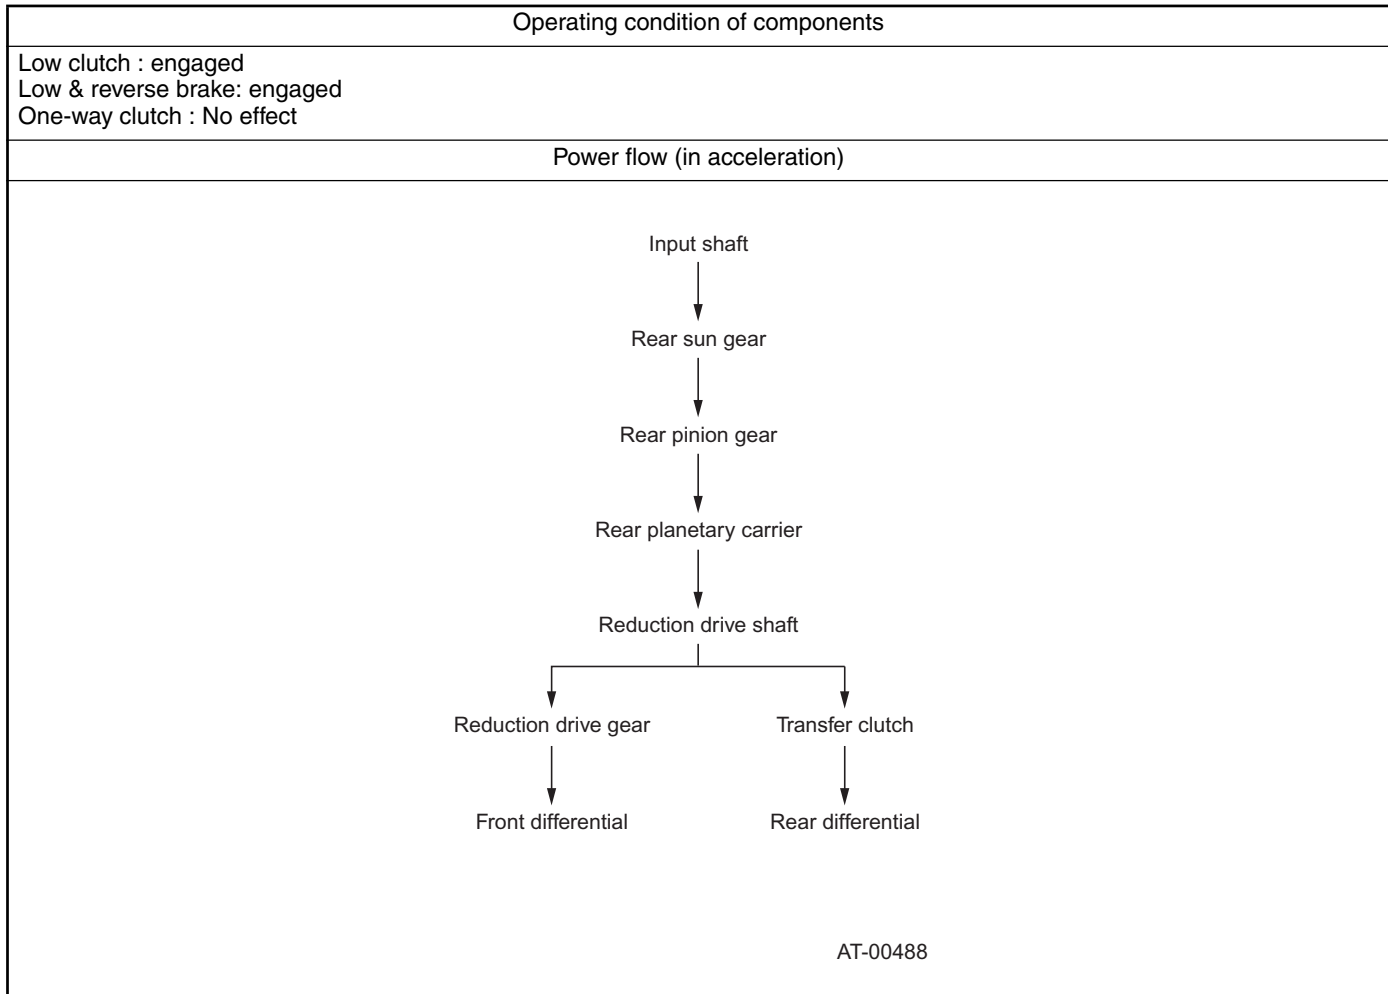 Operating condition of components
Low clutch : engaged
Low & reverse brake: engaged
One-way clutch : No effect
Power flow (in acceleration)
Input shaft
Rear sun gear
Rear pinion gear
Rear planetary carrier
Reduction drive shaft
Reduction drive gear
Transfer clutch
Front differential
Rear differential
AT-00488